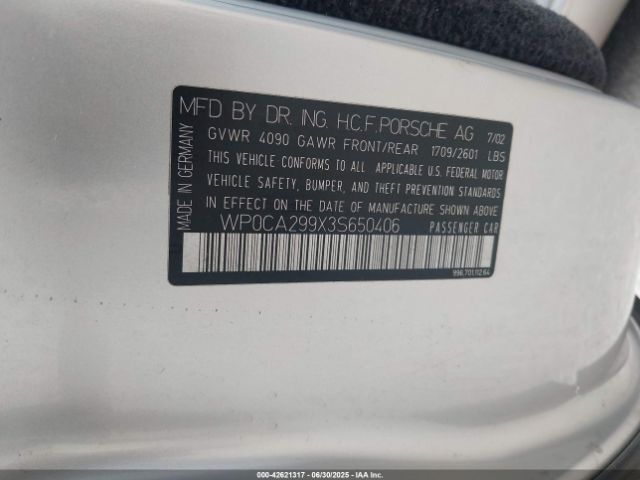 MFD BY DR. ING. H.C.F. PORSCHE AG 7/02
GVWR 4090 GAWR FRONT/REAR 1709/2601 LBS
THIS VEHICLE CONFORMS TO ALL APPLICABLE U.S. FEDERAL MOTOR
VEHICLE SAFETY, BUMPER, AND THEFT PREVENTION STANDARDS
IN EFFECT ON THE DATE OF MANUFACTURE SHOWN ABOVE
WP0CA299X3S650406 PASSENGER CAR
996.701.112.64
MADE IN GERMANY
000-42621317 - 06/30/2025 - IAA Inc.